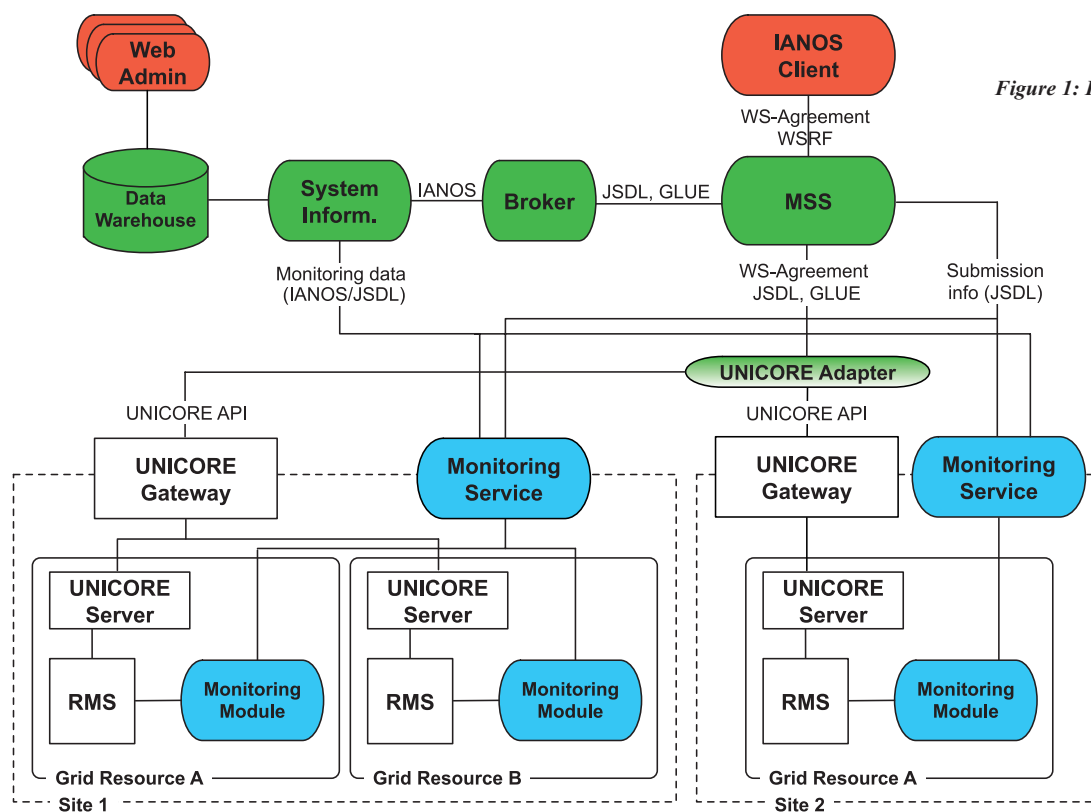 Web
Admin
IANOS
Client
Figure 1: I
WS-Agreement
WSRF
Data
Warehouse
System
Inform.
IANOS
Broker
JSDL, GLUE
MSS
Monitoring data
(IANOS/JSDL)
WS-Agreement
JSDL, GLUE
Submission
info (JSDL)
UNICORE Adapter
UNICORE API
UNICORE API
UNICORE
Gateway
Monitoring
Service
UNICORE
Gateway
Monitoring
Service
UNICORE
Server
UNICORE
Server
UNICORE
Server
RMS
Monitoring
Module
RMS
Monitoring
Module
RMS
Monitoring
Module
Grid Resource A
Grid Resource B
Grid Resource A
Site 1
Site 2